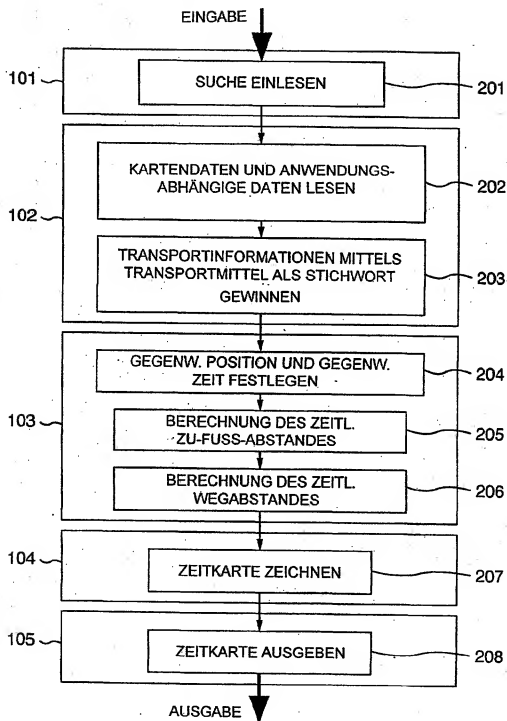 EINGABE
101
SUCHE EINLESEN
201
102
KARTENDATEN UND ANWENDUNGS-
ABHÄNGIGE DATEN LESEN
202
TRANSPORTINFORMATIONEN MITTELS
TRANSPORTMITTEL ALS STICHWORT
GEWINNEN
203
103
GEGENW. POSITION UND GEGENW.
ZEIT FESTLEGEN
204
BERECHNUNG DES ZEITL.
ZU-FUSS-ABSTANDES
205
BERECHNUNG DES ZEITL.
WEGABSTANDES
206
104
ZEITKARTE ZEICHNEN
207
105
ZEITKARTE AUSGEBEN
208
AUSGABE